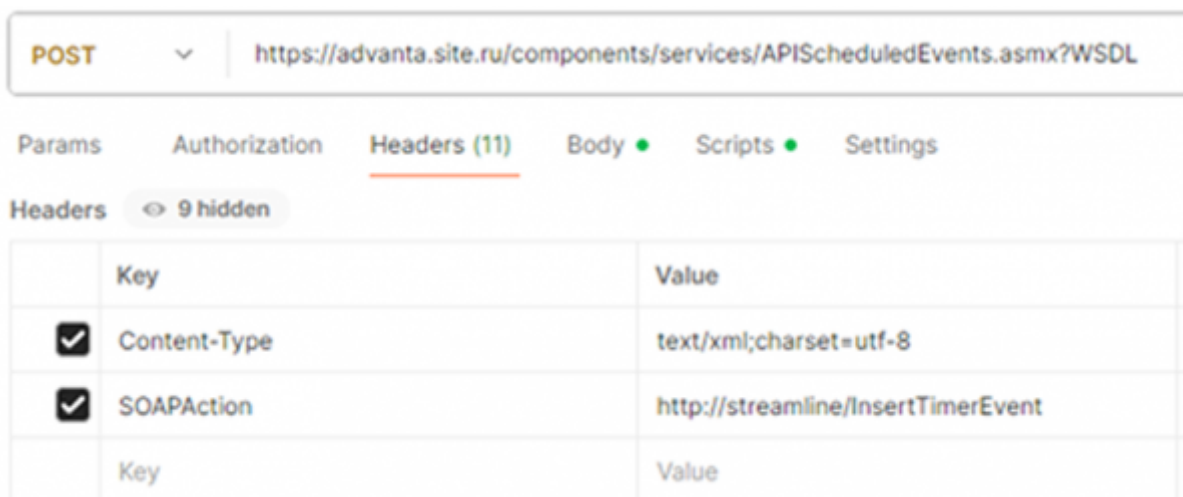 POST https://advanta.site.ru/components/services/APIScheduledEvents.asmx?WSDL
Params Authorization Headers (11) Body Scripts Settings
Headers 9 hidden
Key Value
Content-Type text/xml;charset=utf-8
SOAPAction http://streamline/InsertTimerEvent
Key Value